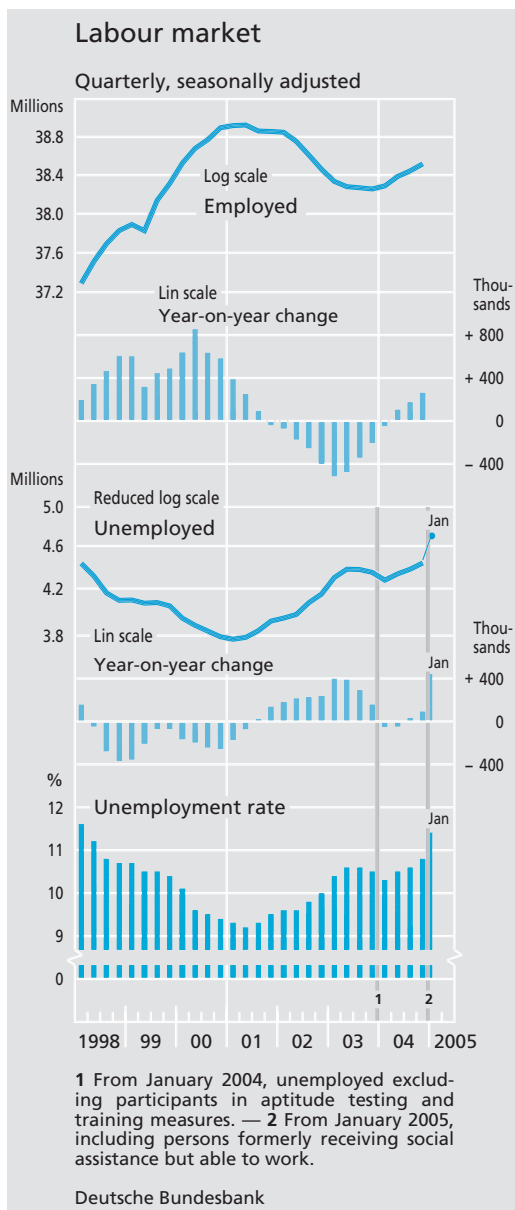 Labour market
Quarterly, seasonally adjusted
Millions
38.8
38.4
38.0
37.6
37.2
Log scale
Employed
Lin scale
Year-on-year change
Thou-
sands
+ 800
+ 400
0
− 400
Millions
5.0
4.6
4.2
3.8
Reduced log scale
Unemployed
Jan
Lin scale
Year-on-year change
Thou-
sands
Jan
+ 400
0
− 400
%
12
11
10
9
0
Unemployment rate
Jan
1 2
1998 99 00 01 02 03 04 2005
1 From January 2004, unemployed exclud-
ing participants in aptitude testing and
training measures. — 2 From January 2005,
including persons formerly receiving social
assistance but able to work.
Deutsche Bundesbank